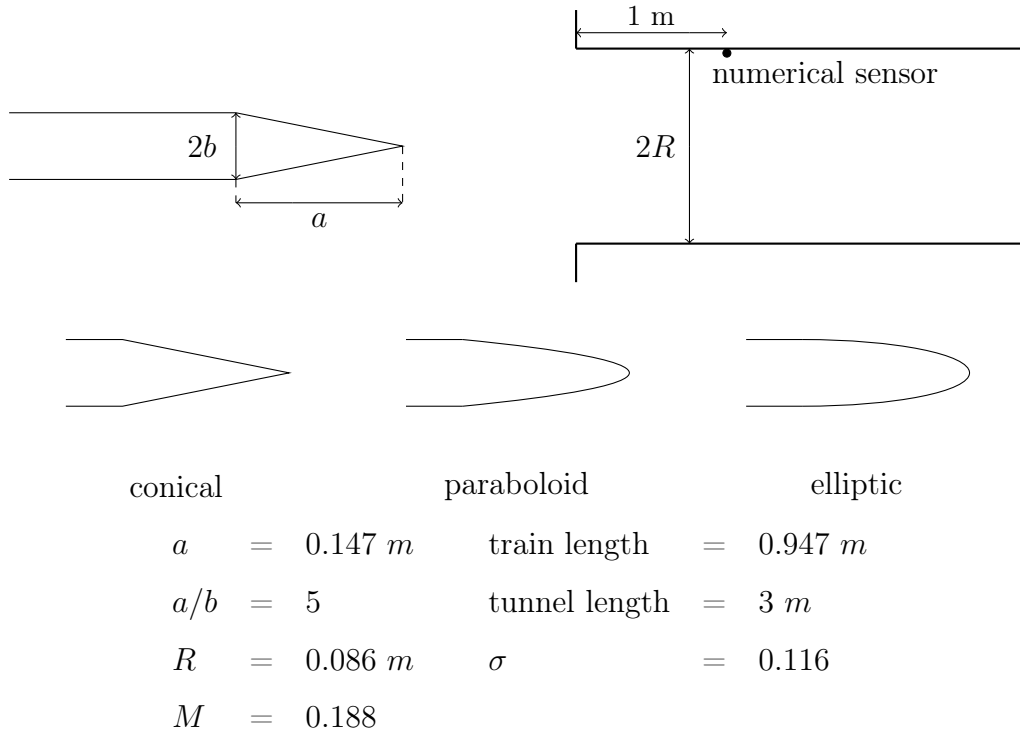 1 m
numerical sensor
2b
2R
a
conical paraboloid elliptic
a = 0.147 m train length = 0.947 m
a/b = 5 tunnel length = 3 m
R = 0.086 m σ = 0.116
M = 0.188